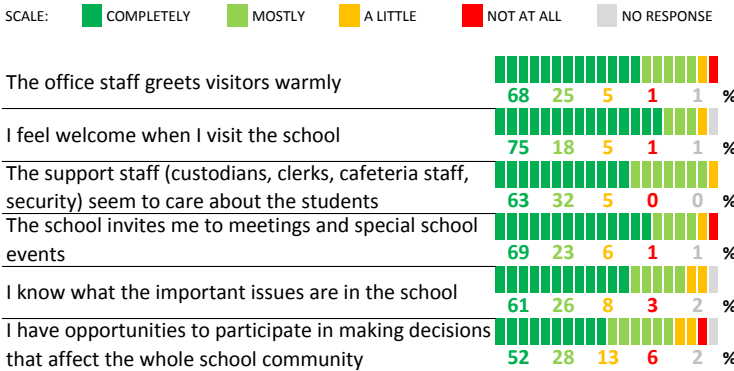 SCALE: COMPLETELY MOSTLY A LITTLE NOT AT ALL NO RESPONSE
The office staff greets visitors warmly
68 25 5 1 1 %
I feel welcome when I visit the school
75 18 5 1 1 %
The support staff (custodians, clerks, cafeteria staff,
security) seem to care about the students
63 32 5 0 0 %
The school invites me to meetings and special school
events
69 23 6 1 1 %
I know what the important issues are in the school
61 26 8 3 2 %
I have opportunities to participate in making decisions
that affect the whole school community
52 28 13 6 2 %